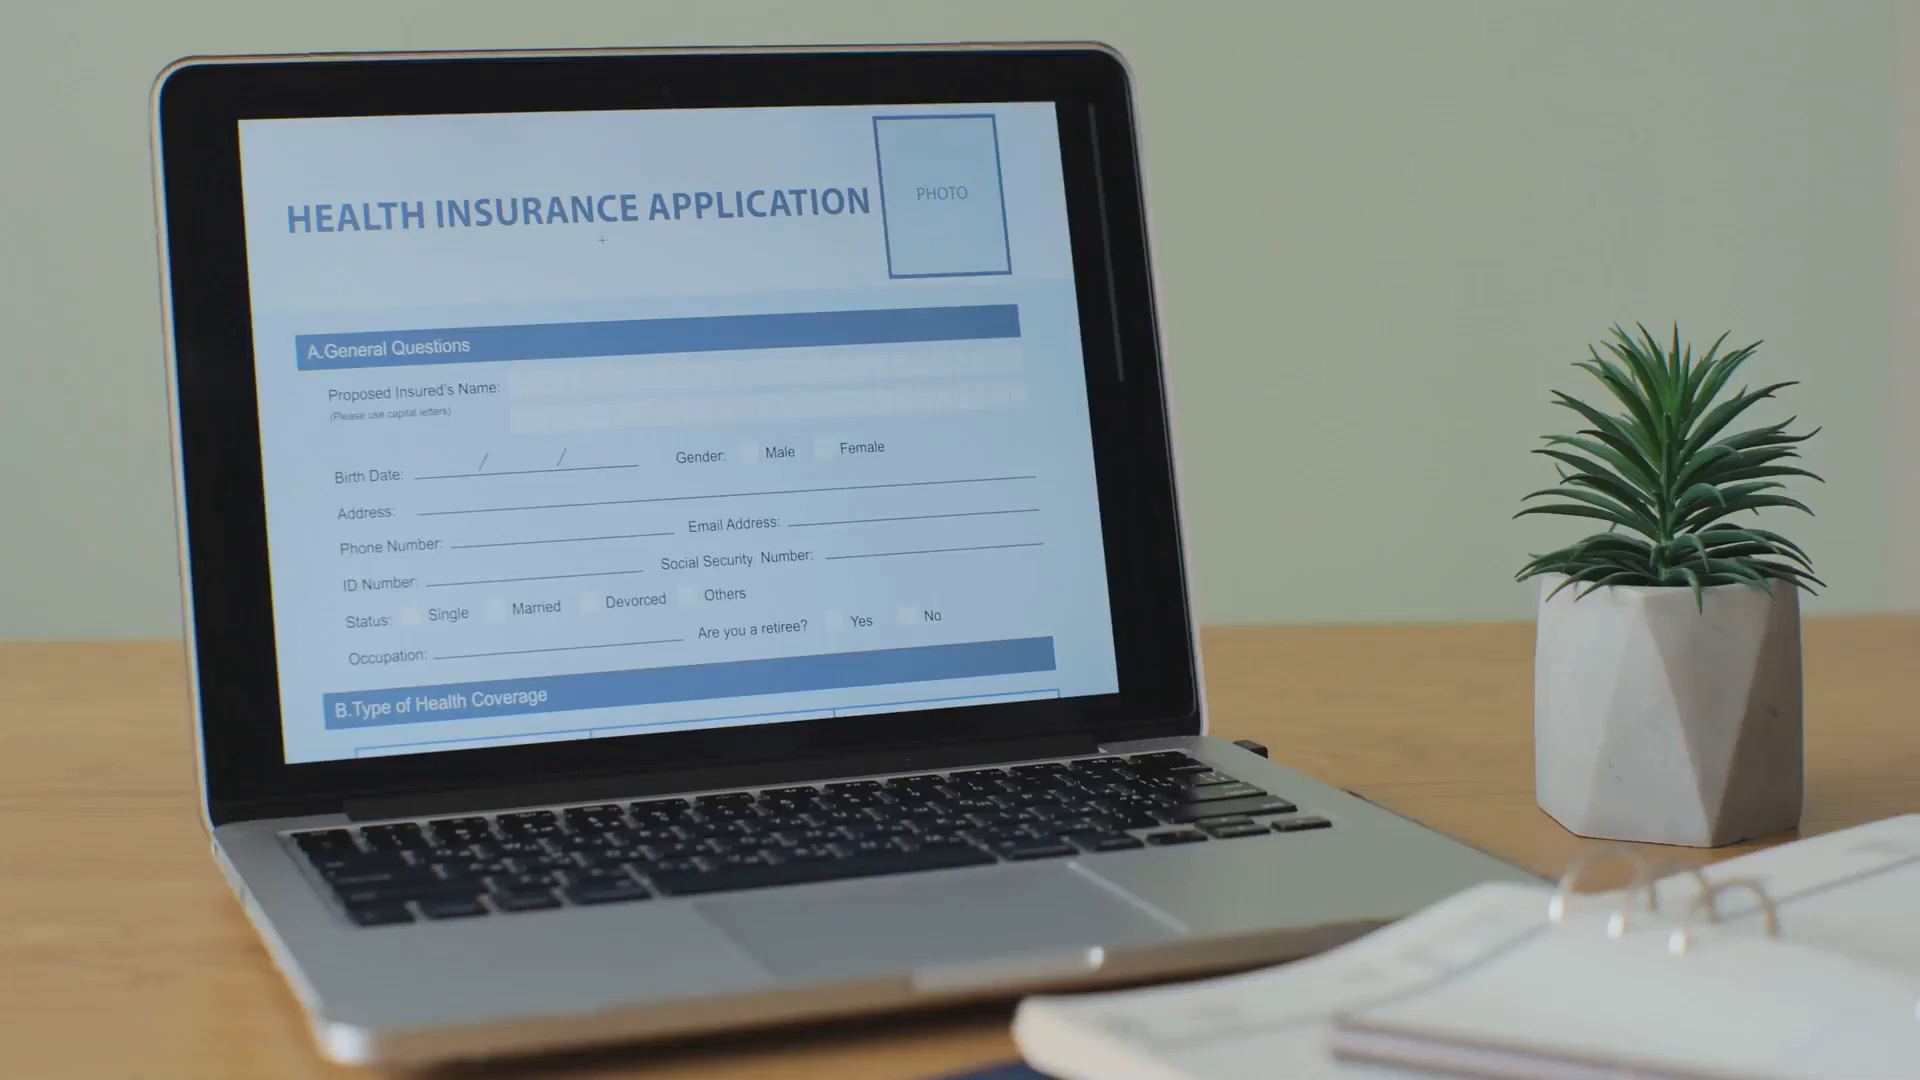 HEALTH INSURANCE APPLICATION
PHOTO
A.General Questions
Proposed Insured's Name:
(Please use capital letters)
Birth Date: / / Gender: Male Female
Address:
Phone Number: Email Address:
ID Number: Social Security Number:
Status: Single Married Devorced Others
Occupation: Are you a retiree? Yes No
B.Type of Health Coverage